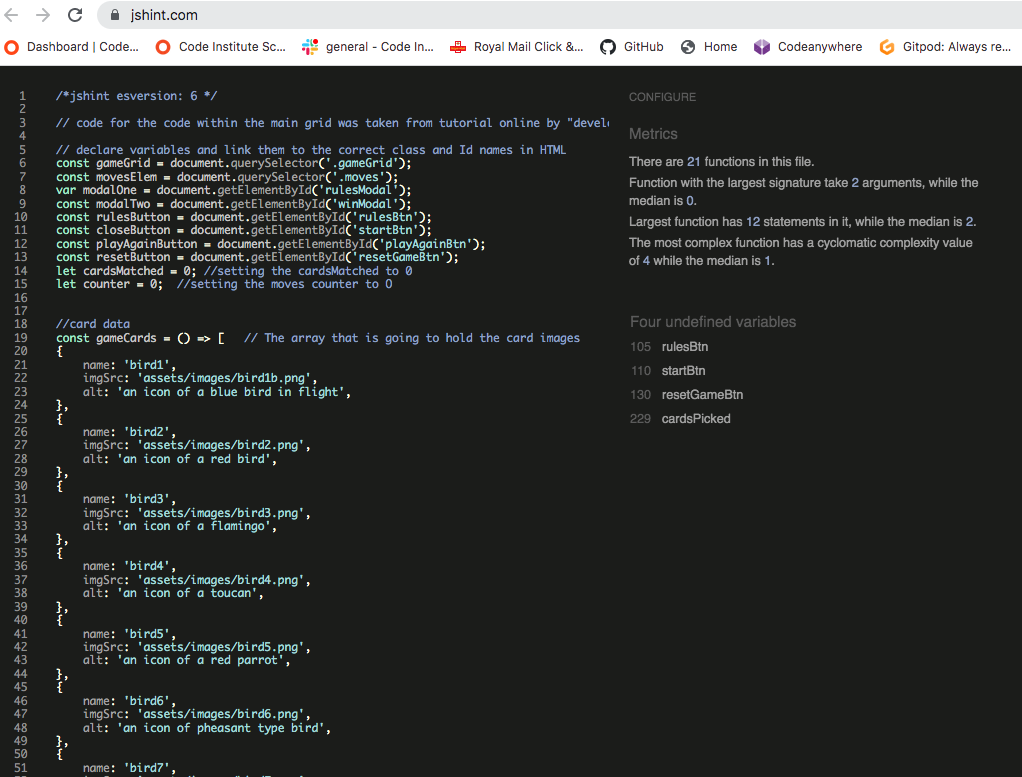 jshint.com
Dashboard | Code... Code Institute Sc... general - Code In... Royal Mail Click &... GitHub Home Codeanywhere Gitpod: Always re...
1 /*jshint esversion: 6 */
2
3 // code for the code within the main grid was taken from tutorial online by "devel
4
5 // declare variables and link them to the correct class and Id names in HTML
6 const gameGrid = document.querySelector('.gameGrid');
7 const movesElem = document.querySelector('.moves');
8 var modalOne = document.getElementById('rulesModal');
9 const modalTwo = document.getElementById('winModal');
10 const rulesButton = document.getElementById('rulesBtn');
11 const closeButton = document.getElementById('startBtn');
12 const playAgainButton = document.getElementById('playAgainBtn');
13 const resetButton = document.getElementById('resetGameBtn');
14 let cardsMatched = 0; //setting the cardsMatched to 0
15 let counter = 0;  //setting the moves counter to O
16
17
18 //card data
19 const gameCards = () => [   // The array that is going to hold the card images
20 {
21     name: 'bird1',
22     imgSrc: 'assets/images/bird1b.png',
23     alt: 'an icon of a blue bird in flight',
24 },
25 {
26     name: 'bird2',
27     imgSrc: 'assets/images/bird2.png',
28     alt: 'an icon of a red bird',
29 },
30 {
31     name: 'bird3',
32     imgSrc: 'assets/images/bird3.png',
33     alt: 'an icon of a flamingo',
34 },
35 {
36     name: 'bird4',
37     imgSrc: 'assets/images/bird4.png',
38     alt: 'an icon of a toucan',
39 },
40 {
41     name: 'bird5',
42     imgSrc: 'assets/images/bird5.png',
43     alt: 'an icon of a red parrot',
44 },
45 {
46     name: 'bird6',
47     imgSrc: 'assets/images/bird6.png',
48     alt: 'an icon of pheasant type bird',
49 },
50 {
51     name: 'bird7',
CONFIGURE
Metrics
There are 21 functions in this file.
Function with the largest signature take 2 arguments, while the
median is 0.
Largest function has 12 statements in it, while the median is 2.
The most complex function has a cyclomatic complexity value
of 4 while the median is 1.
Four undefined variables
105 rulesBtn
110 startBtn
130 resetGameBtn
229 cardsPicked